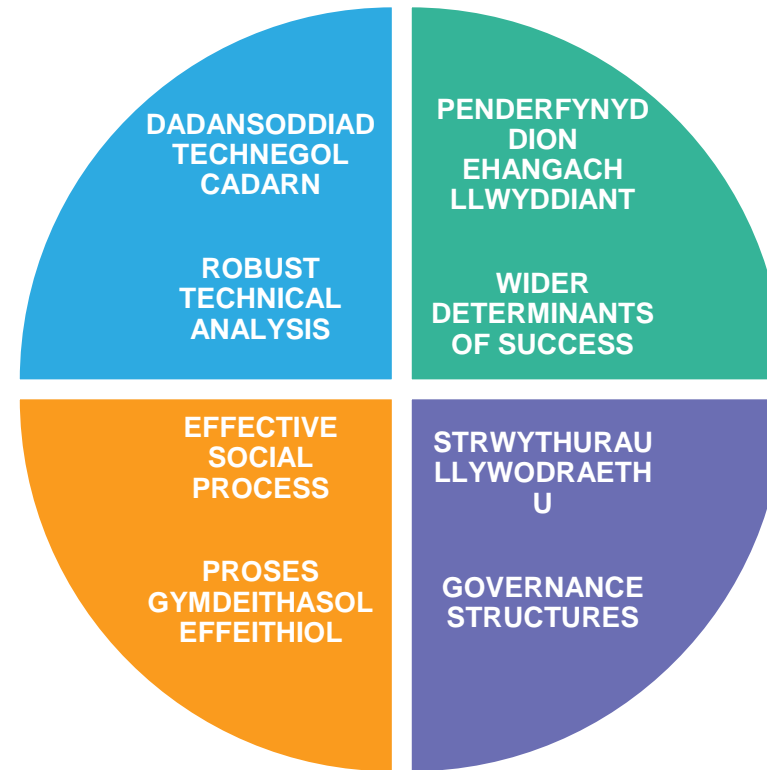 DADANSODDIAD
TECHNEGOL
CADARN
ROBUST
TECHNICAL
ANALYSIS
PENDERFYNYD
DION
EHANGACH
LLWYDDIANT
WIDER
DETERMINANTS
OF SUCCESS
EFFECTIVE
SOCIAL
PROCESS
PROSES
GYMDEITHASOL
EFFEITHIOL
STRWYTHURAU
LLYWODRAETH
U
GOVERNANCE
STRUCTURES